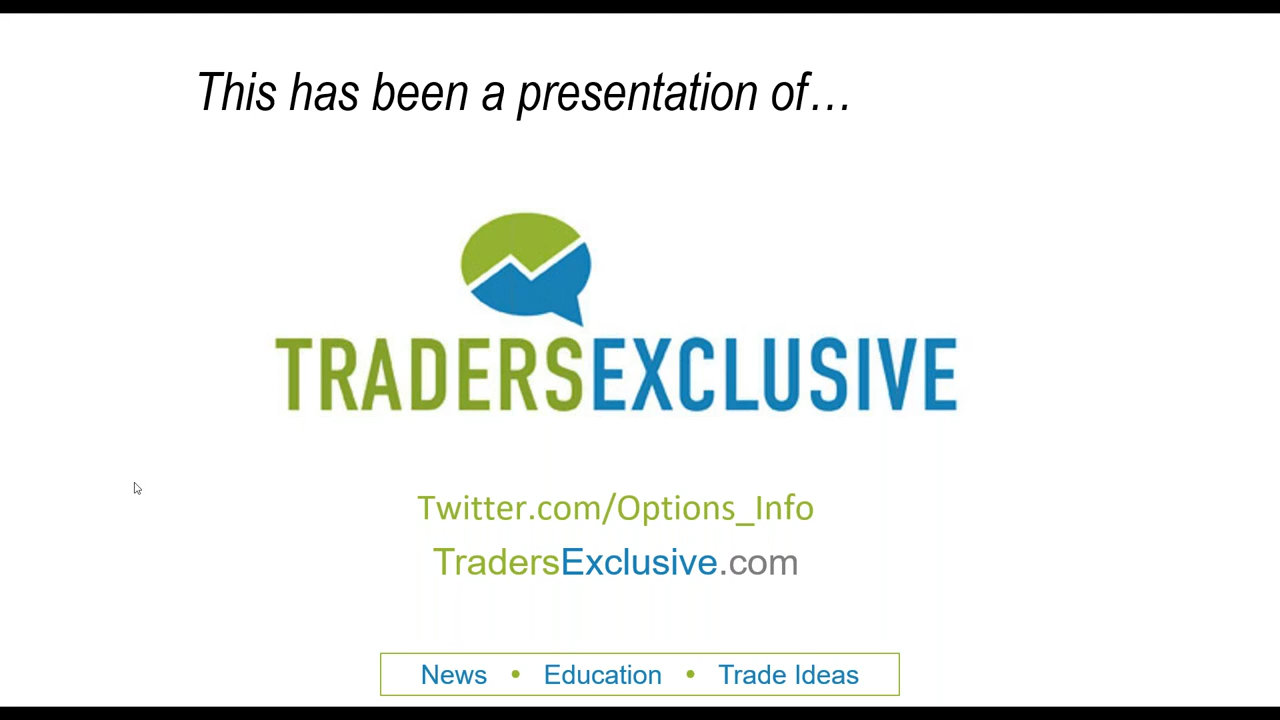 This has been a presentation of…
TRADERSEXCLUSIVE
Twitter.com/Options_Info
TradersExclusive.com
News • Education • Trade Ideas